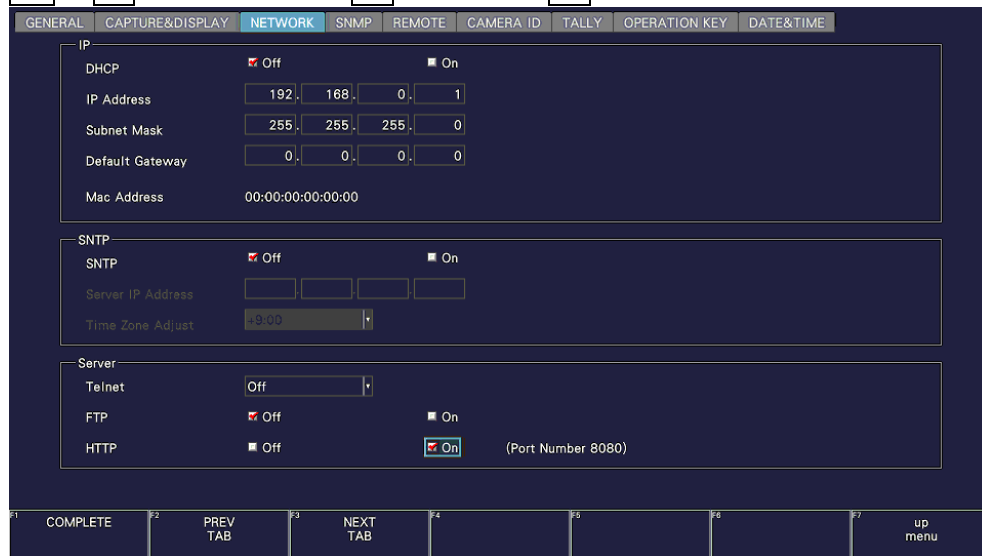 GENERAL CAPTURE&DISPLAY NETWORK SNMP REMOTE CAMERA ID TALLY OPERATION KEY DATE&TIME
IP
DHCP Off On
IP Address 192. 168. 0. 1
Subnet Mask 255. 255. 255. 0
Default Gateway 0. 0. 0. 0
Mac Address 00:00:00:00:00:00
SNTP
SNTP Off On
Server IP Address . . .
Time Zone Adjust +9:00
Server
Telnet Off
FTP Off On
HTTP Off On (Port Number 8080)
F1 COMPLETE F2 PREV TAB F3 NEXT TAB F4 F5 F6 F7 up menu